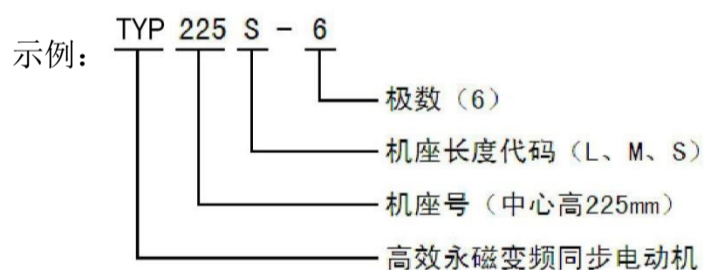 示例： TYP 225 S - 6
极数（6）
机座长度代码（L、M、S）
机座号（中心高225mm）
高效永磁变频同步电动机